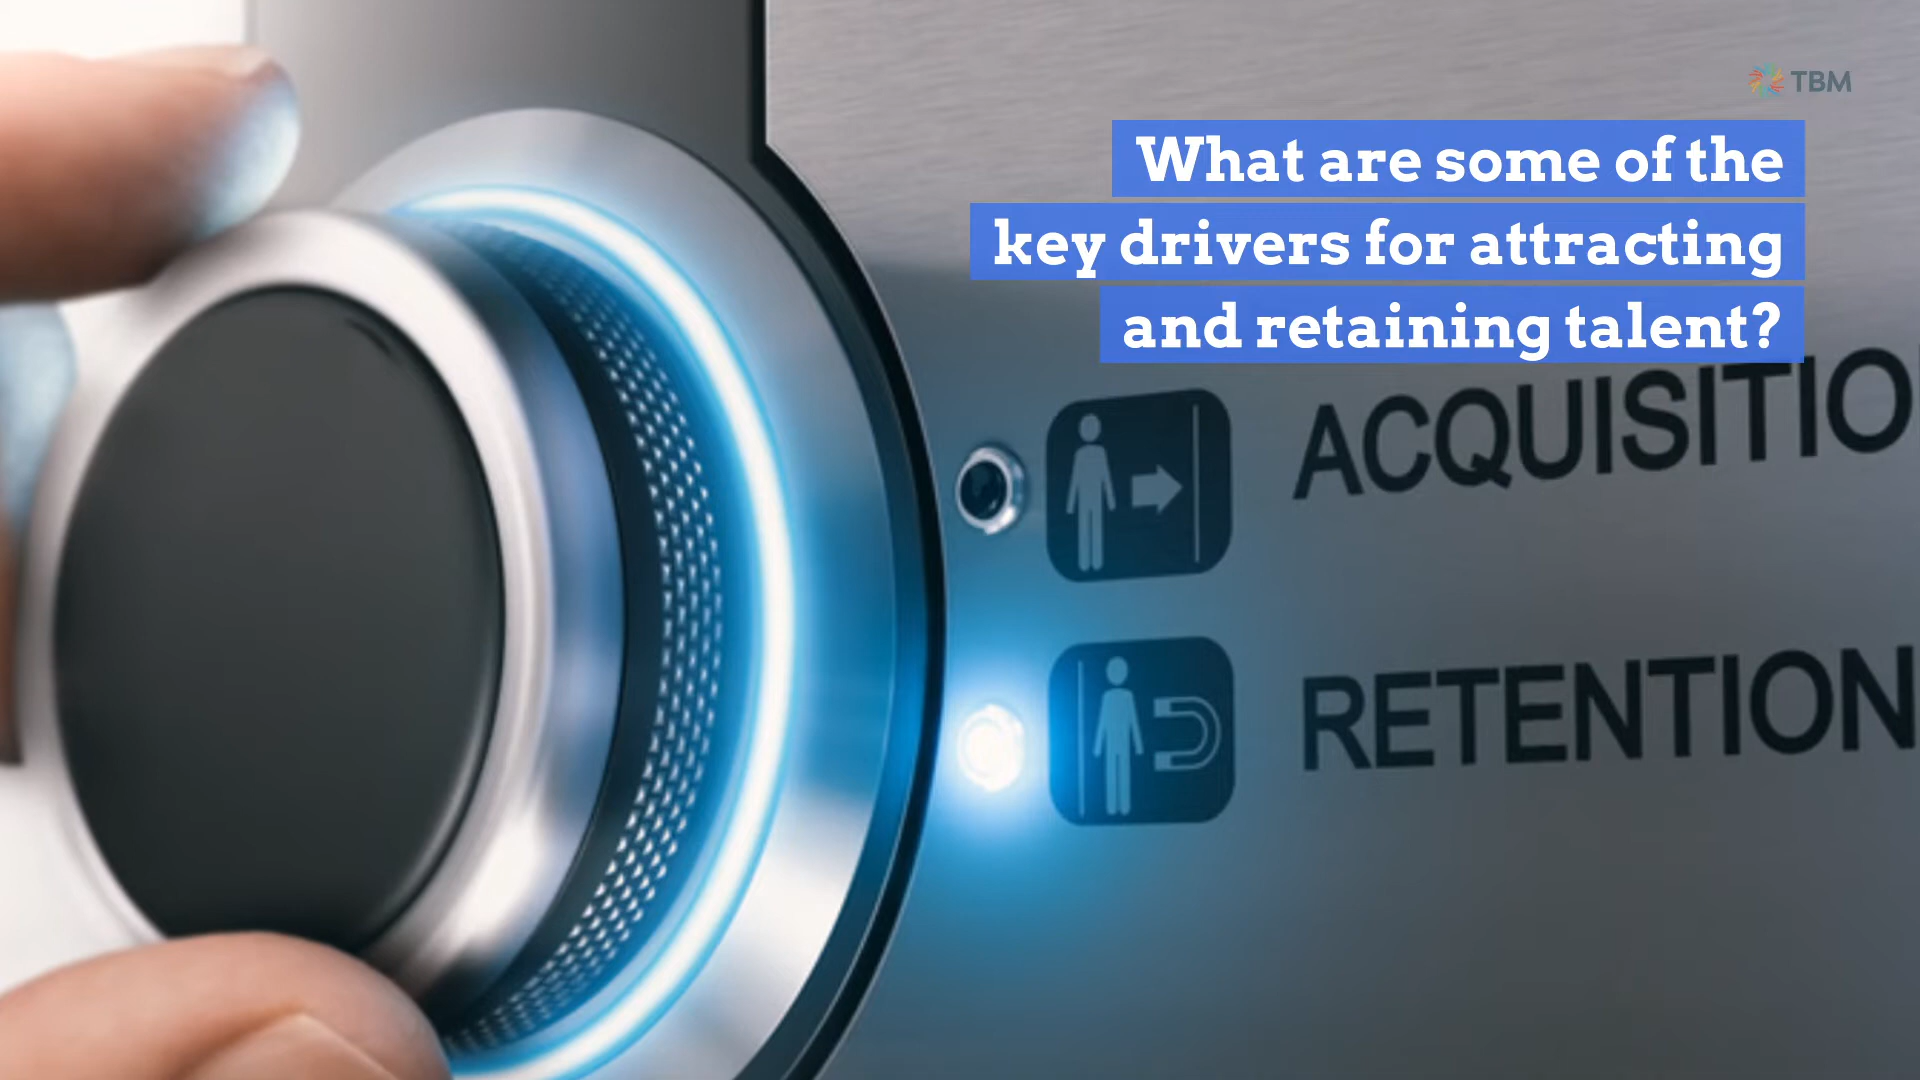 TBM
What are some of the
key drivers for attracting
and retaining talent?
ACQUISITIO
RETENTION